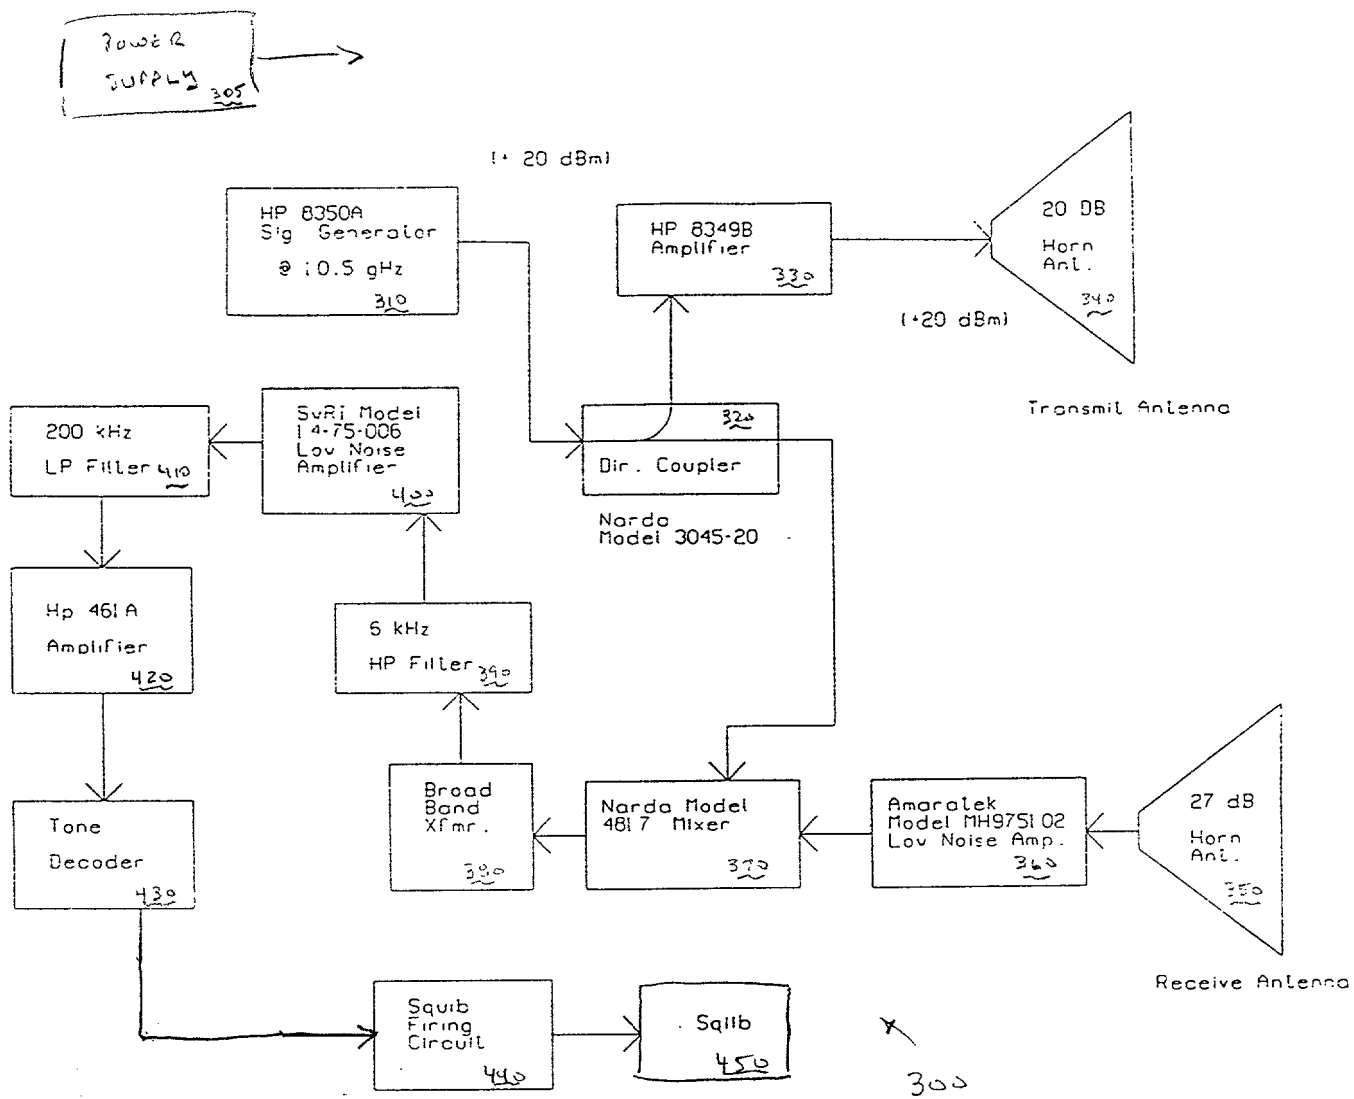 POWER
SUPPLY
305
(+ 20 dBm)
HP 8350A
Sig Generator
@ 10.5 gHz
310
HP 8349B
Amplifier
330
20 DB
Horn
Ant.
340
(+20 dBm)
Transmit Antenna
200 kHz
LP Filter
410
SwRi Model
14-75-006
Low Noise
Amplifier
400
320
Dir. Coupler
Narda
Model 3045-20
Hp 461A
Amplifier
420
5 kHz
HP Filter
390
Tone
Decoder
430
Broad
Band
Xfmr.
380
Narda Model
4817 Mixer
370
Amaratek
Model MH975102
Low Noise Amp.
360
27 dB
Horn
Ant.
350
Receive Antenna
Squib
Firing
Circuit
440
Sqiib
450
300